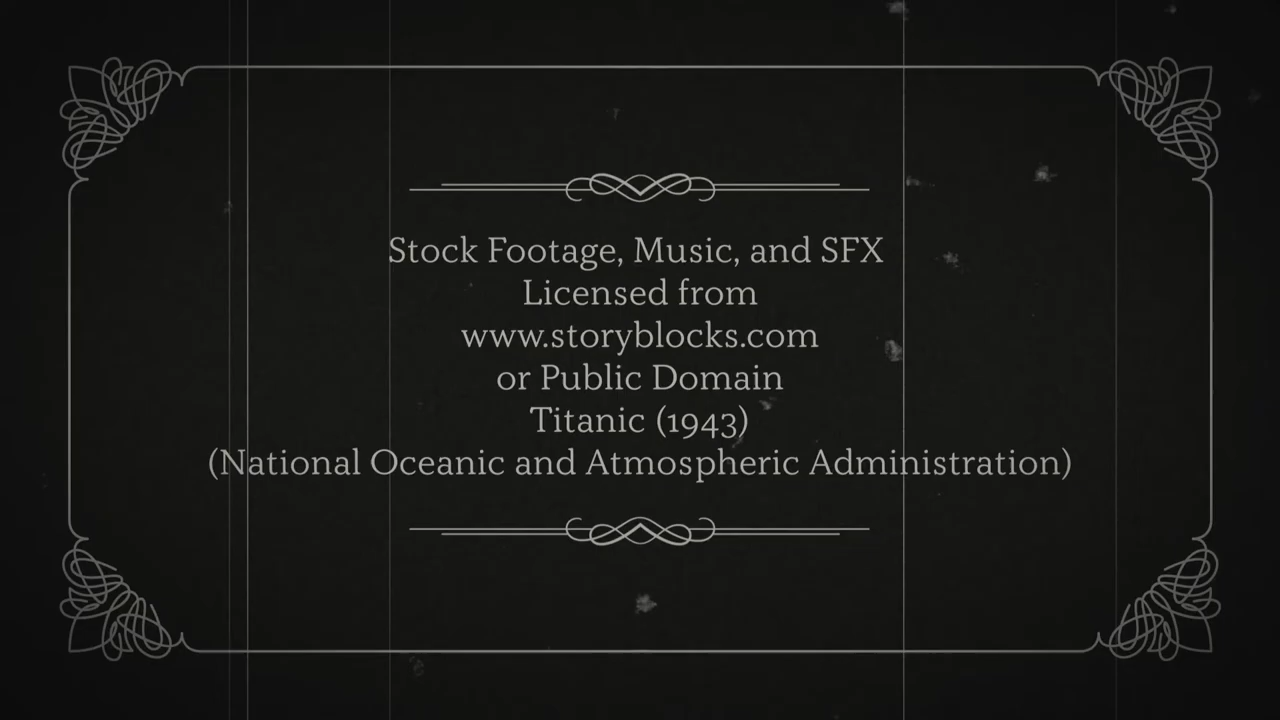 Stock Footage, Music, and SFX
Licensed from
www.storyblocks.com
or Public Domain
Titanic (1943)
(National Oceanic and Atmospheric Administration)